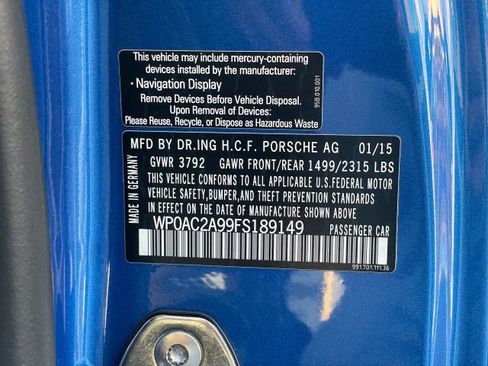 This vehicle may include mercury-containing
devices installed by the manufacturer:
· Navigation Display
Remove Devices Before Vehicle Disposal.
Upon Removal of Devices:
Please Reuse, Recycle, or Dispose as Hazardous Waste
95B.010.001
MFD BY DR.ING H.C.F. PORSCHE AG 01/15
GVWR 3792 GAWR FRONT/REAR 1499/2315 LBS
THIS VEHICLE CONFORMS TO ALL APPLICABLE U.S.FEDERAL MOTOR
VEHICLE SAFETY, BUMPER,AND THEFT PREVENTION
STANDARDS IN EFFECT ON THE DATE OF MANUFACTURE SHOWN ABOVE
WP0AC2A99FS189149 PASSENGER CAR
MADE IN GERMANY
991.701.111.36